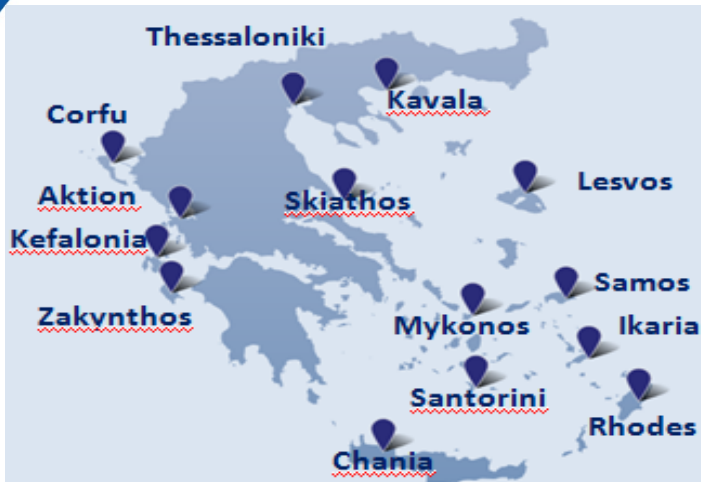 Thessaloniki
Kavala
Corfu
Aktion
Skiathos
Lesvos
Kefalonia
Samos
Zakynthos
Mykonos
Ikaria
Santorini
Rhodes
Chania